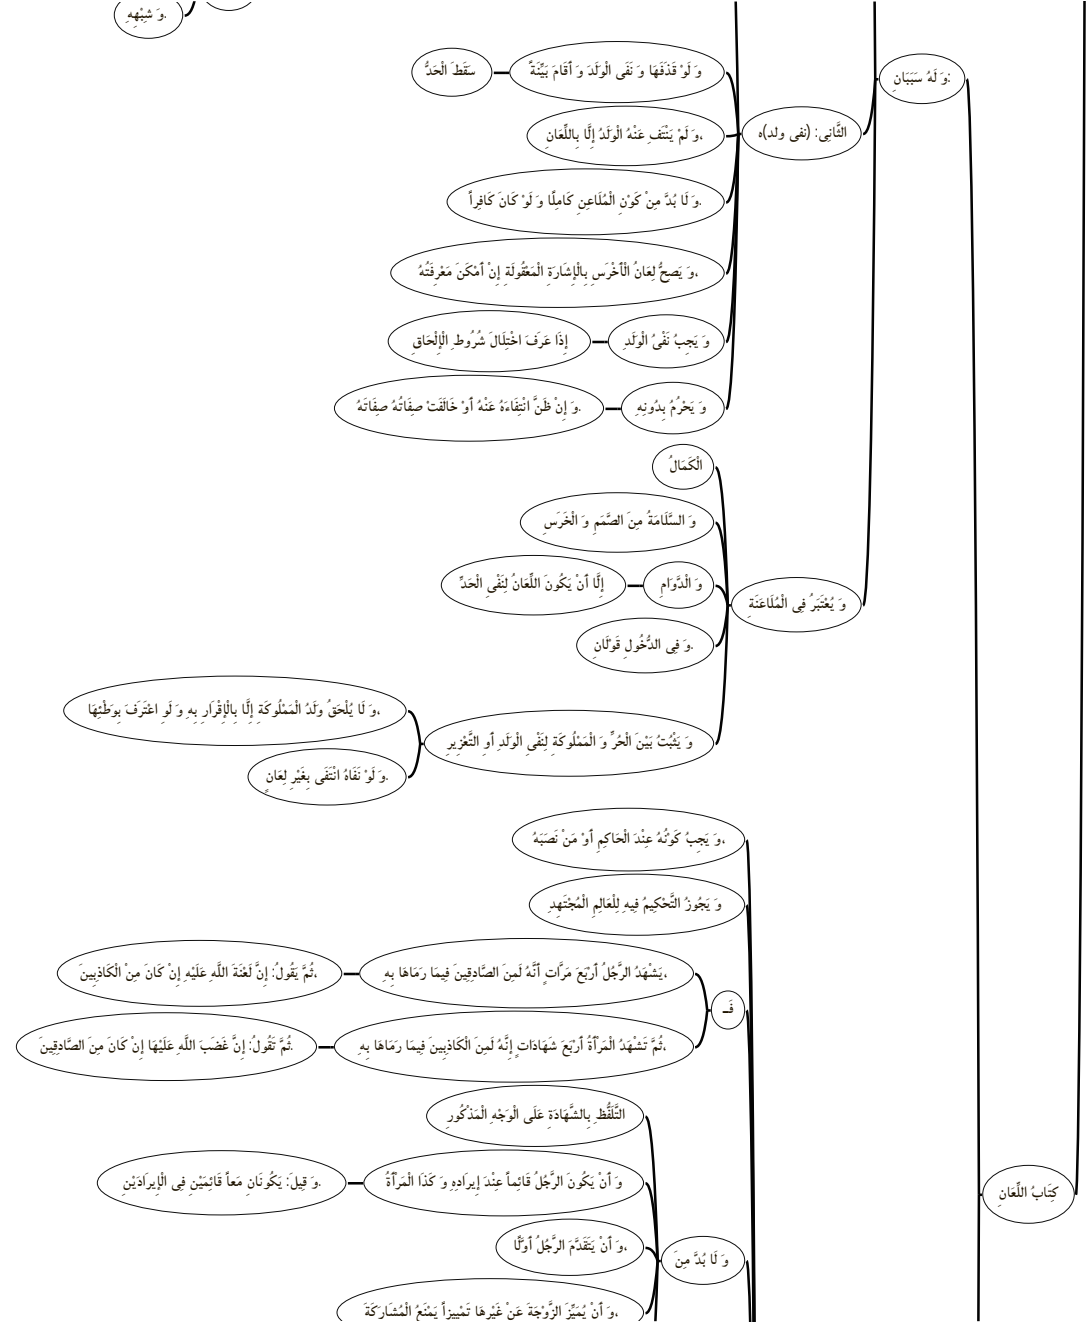 وَ شِبْهِهِ.
وَ لَهُ سَبَبَانِ:
الثَّانِی: (نفی ولد)ه
وَ لَوْ قَذَفَهَا وَ نَفَى الْوَلَدَ وَ أَقَامَ بَيِّنَةً
سَقَطَ الْحَدُّ
وَ لَمْ يَنْتَفِ عَنْهُ الْوَلَدُ إِلَّا بِاللِّعَانِ،
وَ لَا بُدَّ مِنْ كَوْنِ الْمُلَاعِنِ كَامِلًا وَ لَوْ كَانَ كَافِراً.
وَ يَصِحُّ لِعَانُ الْأَخْرَسِ بِالْإِشَارَةِ الْمَعْقُولَةِ إِنْ أَمْكَنَ مَعْرِفَتُهُ،
وَ يَجِبُ نَفْيُ الْوَلَدِ
إِذَا عَرَفَ اخْتِلَالَ شُرُوطِ الْإِلْحَاقِ
وَ يَحْرُمُ بِدُونِهِ
وَ إِنْ ظَنَّ انْتِفَاءَهُ عَنْهُ أَوْ خَالَفَتْ صِفَاتُهُ صِفَاتَهُ.
وَ يُعْتَبَرُ فِی الْمُلَاعَنَةِ
الْكَمَالُ
وَ السَّلَامَةُ مِنَ الصَّمَمِ وَ الْخَرَسِ
وَ الدَّوَامِ
إِلَّا أَنْ يَكُونَ اللِّعَانُ لِنَفْیِ الْحَدِّ
وَ فِی الدُّخُولِ قَوْلَانِ.
وَ يَثْبُتُ بَيْنَ الْحُرِّ وَ الْمَمْلُوكَةِ لِنَفْیِ الْوَلَدِ أَوِ التَّعْزِيرِ
وَ لَا يُلْحَقُ وَلَدُ الْمَمْلُوكَةِ إِلَّا بِالْإِقْرَارِ بِهِ وَ لَوِ اعْتَرَفَ بِوَطْئِهَا،
وَ لَوْ نَفَاهُ انْتَفَى بِغَيْرِ لِعَانٍ.
كِتَابُ اللِّعَانِ
وَ يَجِبُ كَوْنُهُ عِنْدَ الْحَاكِمِ أَوْ مَنْ نَصَبَهُ،
وَ يَجُوزُ التَّحْكِيمُ فِيهِ لِلْعَالِمِ الْمُجْتَهِدِ
فَـ
يَشْهَدُ الرَّجُلُ أَرْبَعَ مَرَّاتٍ أَنَّهُ لَمِنَ الصَّادِقِينَ فِيمَا رَمَاهَا بِهِ،
ثُمَّ يَقُولُ: إِنَّ لَعْنَةَ اللَّهِ عَلَيْهِ إِنْ كَانَ مِنْ الْكَاذِبِينَ،
ثُمَّ تَشْهَدُ الْمَرْأَةُ أَرْبَعَ شَهَادَاتٍ إِنَّهُ لَمِنَ الْكَاذِبِينَ فِيمَا رَمَاهَا بِهِ،
ثُمَّ تَقُولُ: إِنَّ غَضَبَ اللَّهِ عَلَيْهَا إِنْ كَانَ مِنَ الصَّادِقِينَ.
وَ لَا بُدَّ مِنَ
التَّلَفُّظِ بِالشَّهَادَةِ عَلَى الْوَجْهِ الْمَذْكُورِ
وَ أَنْ يَكُونَ الرَّجُلُ قَائِماً عِنْدَ إِيرَادِهِ وَ كَذَا الْمَرْأَةُ
وَ قِيلَ: يَكُونَانِ مَعاً قَائِمَيْنِ فِی الْإِيرَادَيْنِ.
وَ أَنْ يَتَقَدَّمَ الرَّجُلُ أَوَّلًا،
وَ أَنْ يُمَيِّزَ الزَّوْجَةَ عَنْ غَيْرِهَا تَمْيِيزاً يَمْنَعُ الْمُشَارَكَةَ،